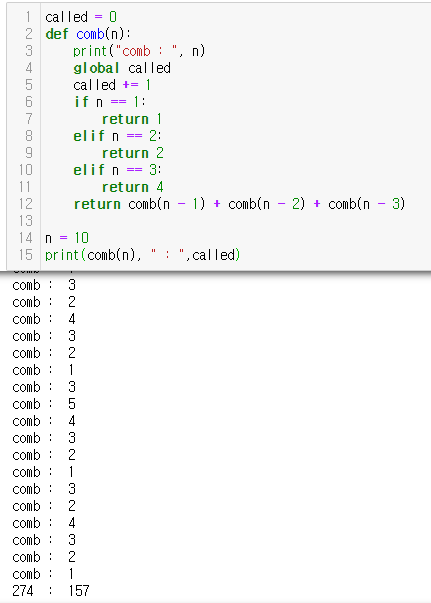 1 called = 0
2 def comb(n):
3     print("comb : ", n)
4     global called
5     called += 1
6     if n == 1:
7         return 1
8     elif n == 2:
9         return 2
10     elif n == 3:
11         return 4
12     return comb(n - 1) + comb(n - 2) + comb(n - 3)
13
14 n = 10
15 print(comb(n), " : ",called)
comb : 3
comb : 2
comb : 4
comb : 3
comb : 2
comb : 1
comb : 3
comb : 5
comb : 4
comb : 3
comb : 2
comb : 1
comb : 3
comb : 2
comb : 4
comb : 3
comb : 2
comb : 1
274 : 157